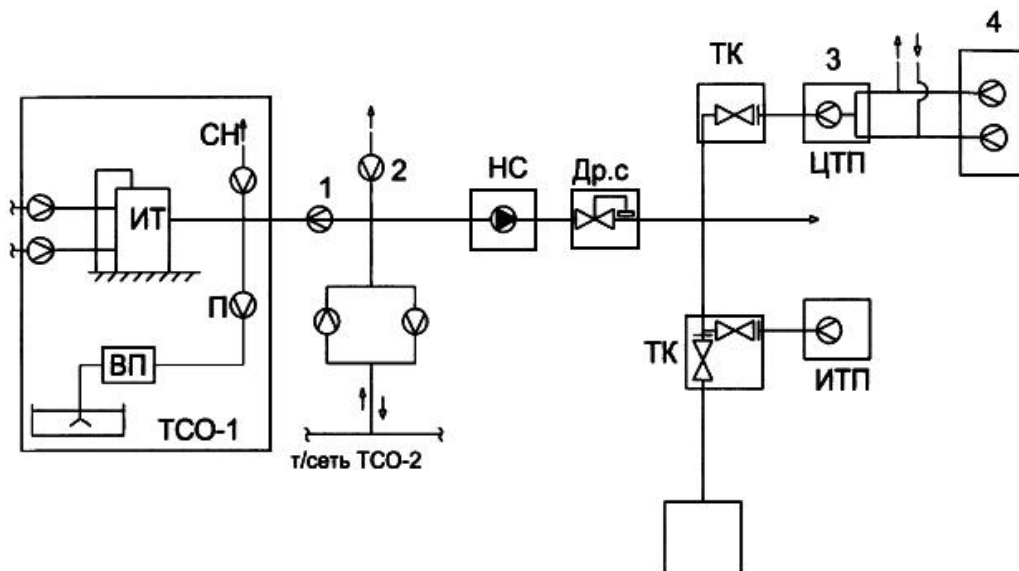 4
ТК
3
СН
ЦТП
2
НС
Др.с
1
ИТ
П
ТК
ВП
ИТП
ТСО-1
т/сеть ТСО-2